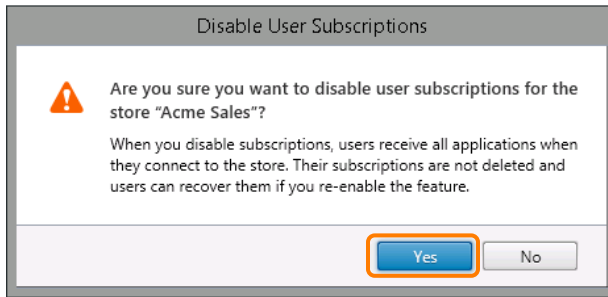 Disable User Subscriptions
Are you sure you want to disable user subscriptions for the
store "Acme Sales"?
When you disable subscriptions, users receive all applications when
they connect to the store. Their subscriptions are not deleted and
users can recover them if you re-enable the feature.
Yes No